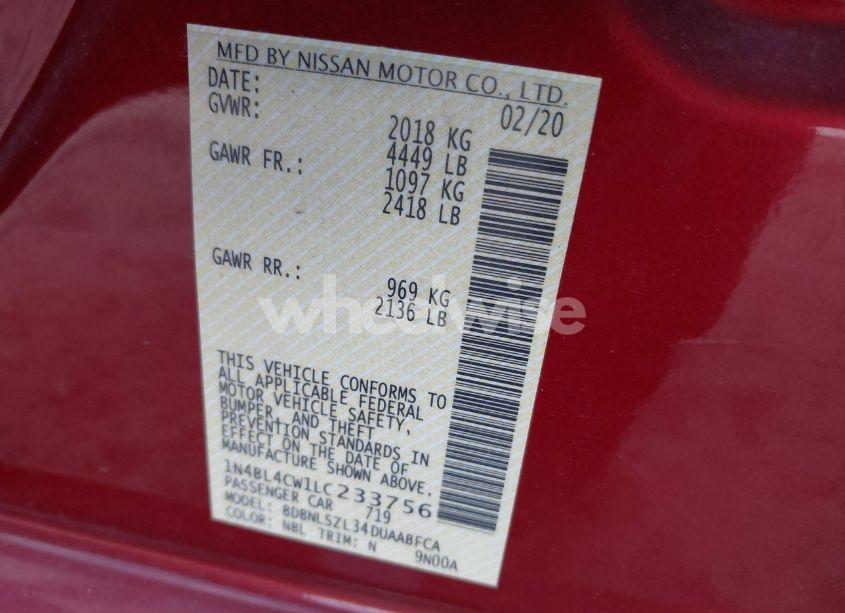 MFD BY NISSAN MOTOR CO., LTD.
DATE: 02/20
GVWR: 2018 KG
4449 LB
GAWR FR.: 1097 KG
2418 LB
GAWR RR.: 969 KG
2136 LB
wheelwise
THIS VEHICLE CONFORMS TO
ALL APPLICABLE FEDERAL
MOTOR VEHICLE SAFETY,
BUMPER, AND THEFT
PREVENTION STANDARDS IN
EFFECT ON THE DATE OF
MANUFACTURE SHOWN ABOVE.
1N4BL4CW1LC233756
PASSENGER CAR 719
MODEL: BDBNLSZL34DUAABFCA
COLOR: NBL TRIM: N 9N00A